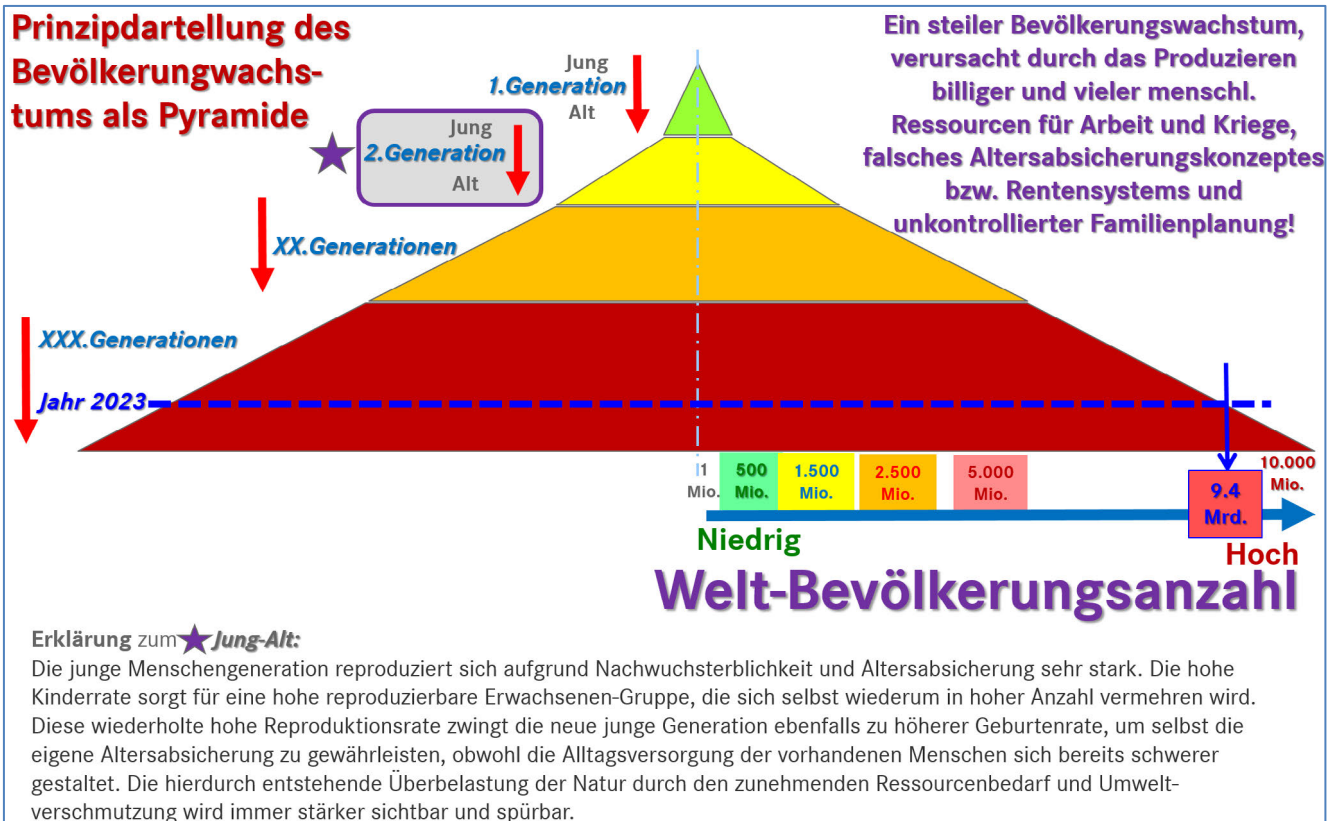 Prinzipdartellung des
Bevölkerungwachs-
tums als Pyramide
Ein steiler Bevölkerungswachstum,
verursacht durch das Produzieren
billiger und vieler menschl.
Ressourcen für Arbeit und Kriege,
falsches Altersabsicherungskonzeptes
bzw. Rentensystems und
unkontrollierter Familienplanung!
Jung
1.Generation
Alt
Jung
2.Generation
Alt
XX.Generationen
XXX.Generationen
Jahr 2023
1
Mio.
500
Mio.
1.500
Mio.
2.500
Mio.
5.000
Mio.
9.4
Mrd.
10.000
Mio.
Niedrig
Hoch
Welt-Bevölkerungsanzahl
Erklärung zum Jung-Alt:
Die junge Menschengeneration reproduziert sich aufgrund Nachwuchsterblichkeit und Altersabsicherung sehr stark. Die hohe
Kinderrate sorgt für eine hohe reproduzierbare Erwachsenen-Gruppe, die sich selbst wiederum in hoher Anzahl vermehren wird.
Diese wiederholte hohe Reproduktionsrate zwingt die neue junge Generation ebenfalls zu höherer Geburtenrate, um selbst die
eigene Altersabsicherung zu gewährleisten, obwohl die Alltagsversorgung der vorhandenen Menschen sich bereits schwerer
gestaltet. Die hierdurch entstehende Überbelastung der Natur durch den zunehmenden Ressourcenbedarf und Umwelt-
verschmutzung wird immer stärker sichtbar und spürbar.